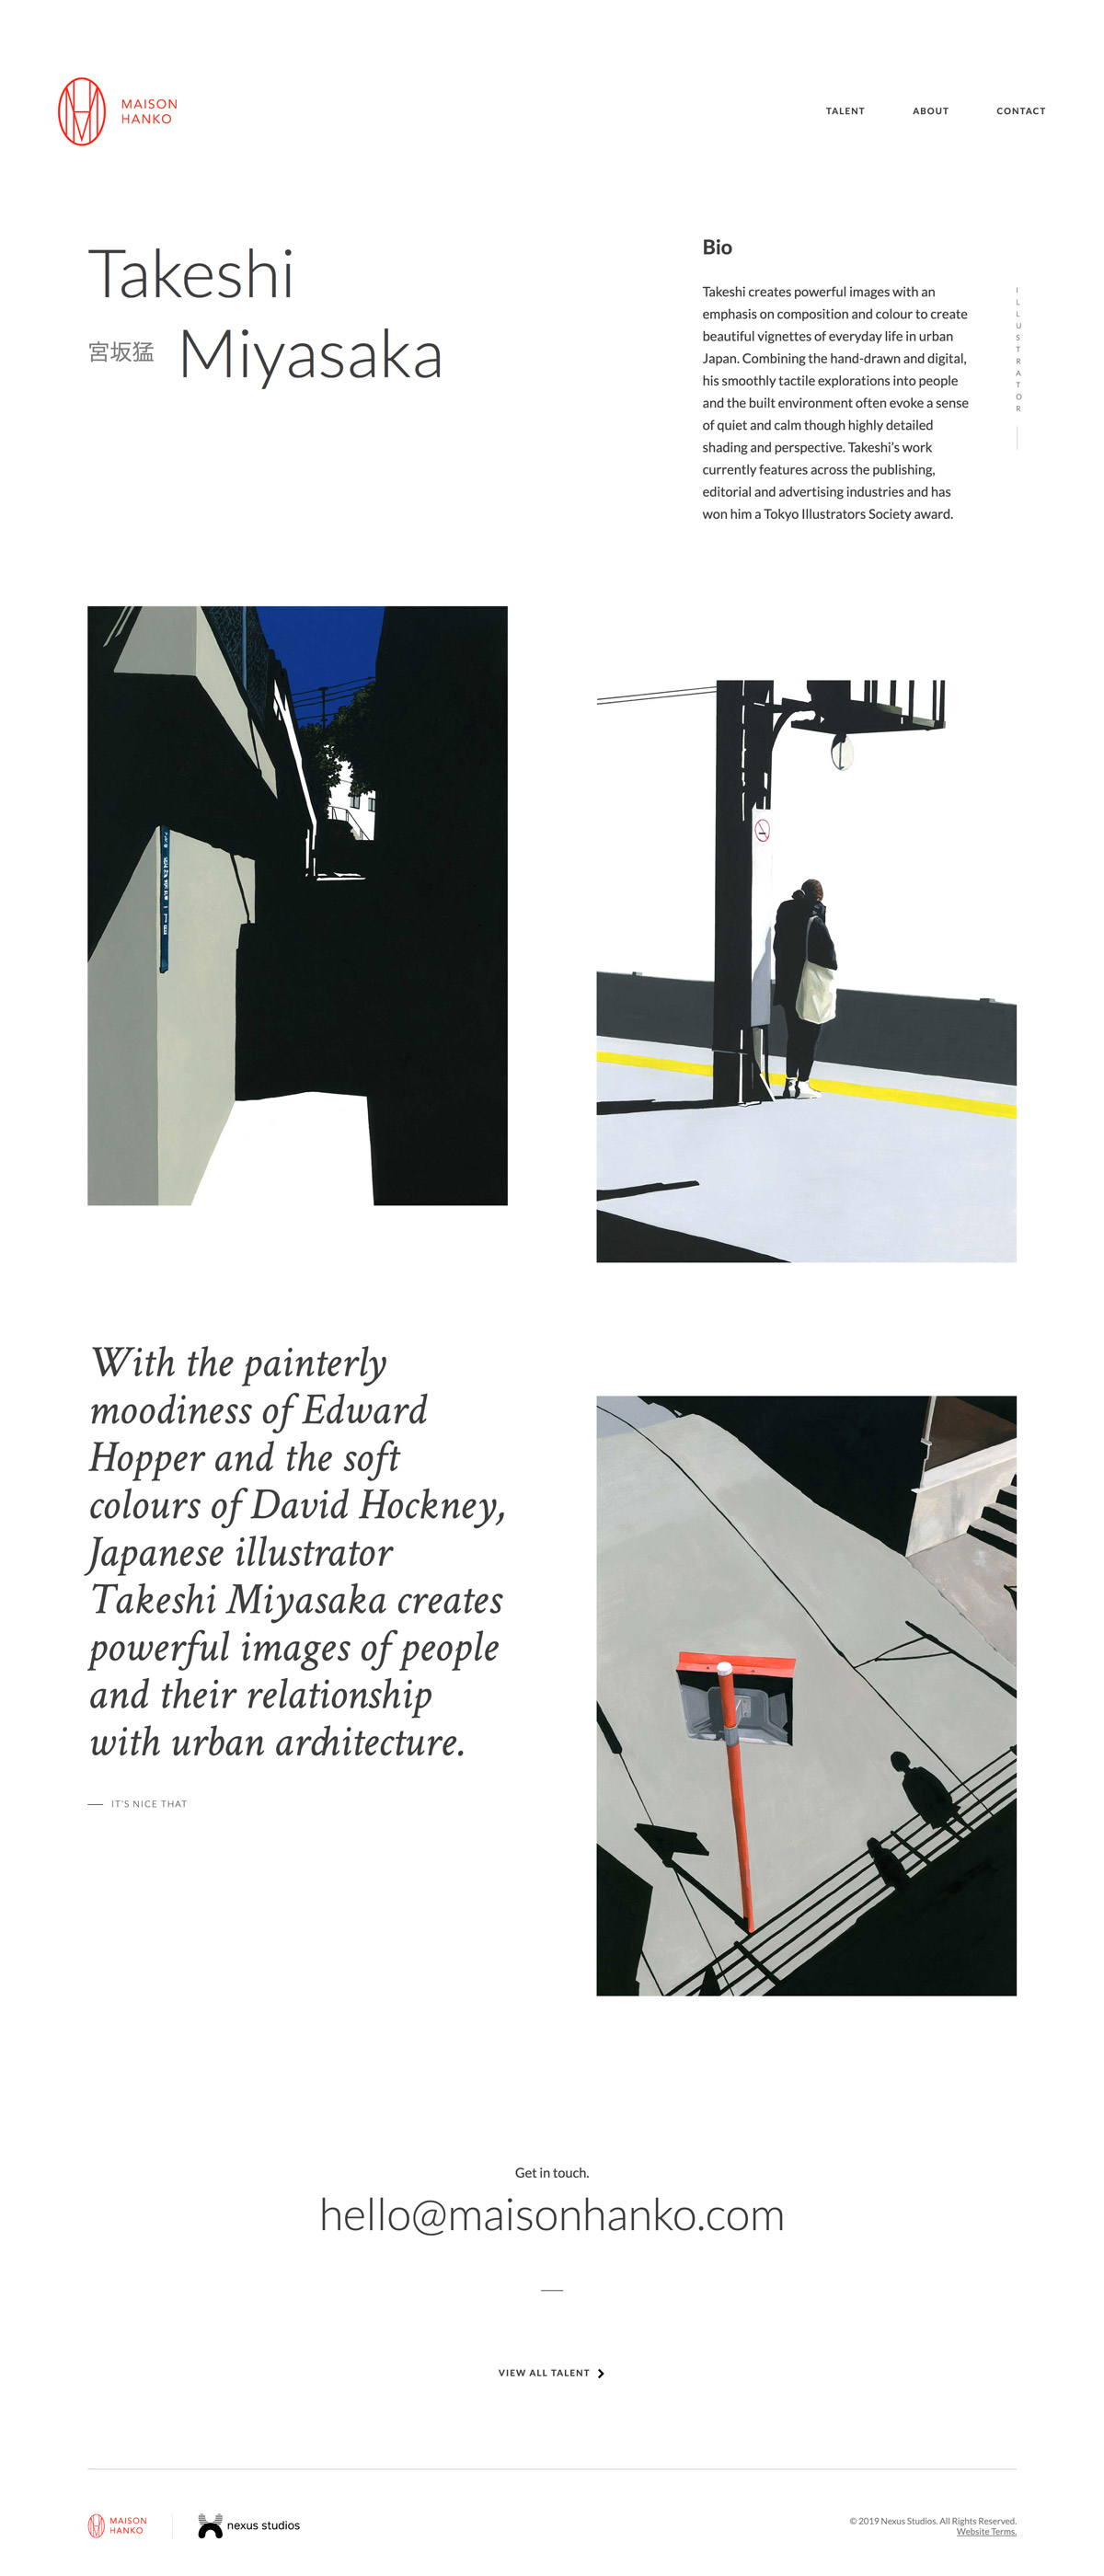 MAISON
HANKO
TALENT
ABOUT
CONTACT
Takeshi
宮坂猛 Miyasaka
Bio
Takeshi creates powerful images with an
emphasis on composition and colour to create
beautiful vignettes of everyday life in urban
Japan. Combining the hand-drawn and digital,
his smoothly tactile explorations into people
and the built environment often evoke a sense
of quiet and calm though highly detailed
shading and perspective. Takeshi’s work
currently features across the publishing,
editorial and advertising industries and has
won him a Tokyo Illustrators Society award.
ILLUSTRATOR
With the painterly
moodiness of Edward
Hopper and the soft
colours of David Hockney,
Japanese illustrator
Takeshi Miyasaka creates
powerful images of people
and their relationship
with urban architecture.
IT’S NICE THAT
Get in touch.
hello@maisonhanko.com
VIEW ALL TALENT
MAISON
HANKO
nexus studios
© 2019 Nexus Studios. All Rights Reserved.
Website Terms.